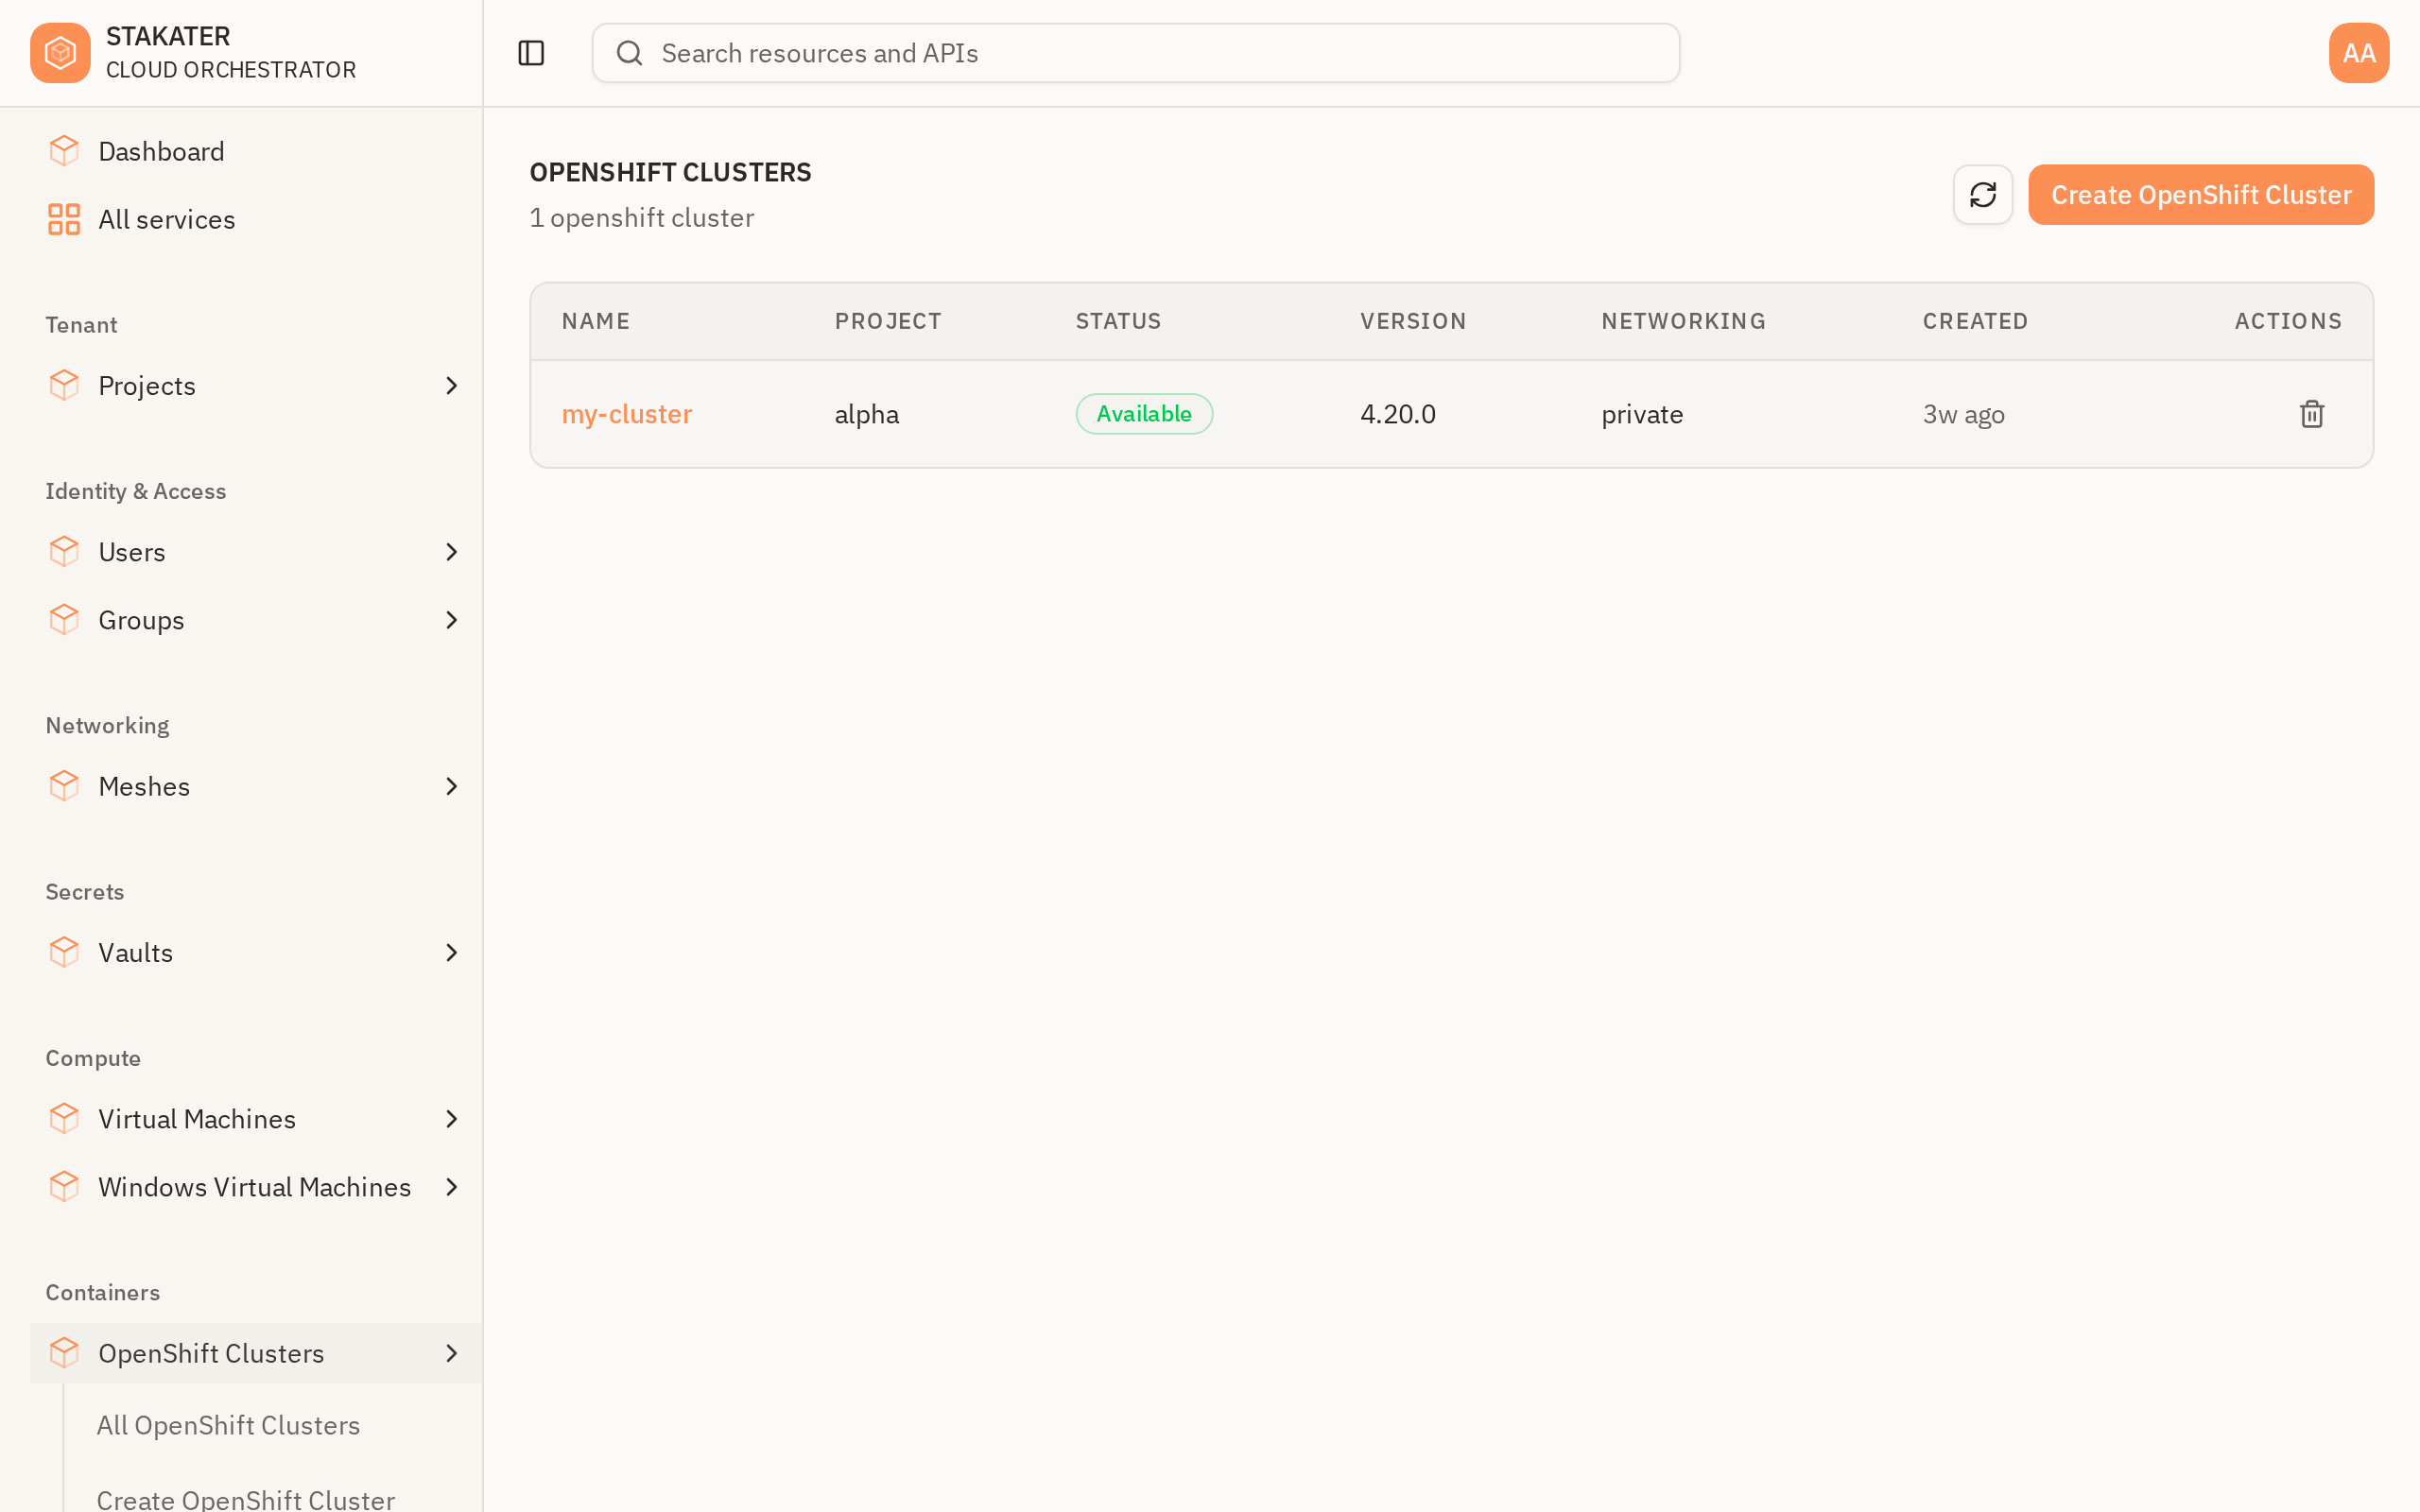 STAKATER
CLOUD ORCHESTRATOR
Search resources and APIs
AA
Dashboard
All services
Tenant
Projects
Identity & Access
Users
Groups
Networking
Meshes
Secrets
Vaults
Compute
Virtual Machines
Windows Virtual Machines
Containers
OpenShift Clusters
All OpenShift Clusters
Create OpenShift Cluster
OPENSHIFT CLUSTERS
1 openshift cluster
Create OpenShift Cluster
NAME PROJECT STATUS VERSION NETWORKING CREATED ACTIONS
my-cluster alpha Available 4.20.0 private 3w ago